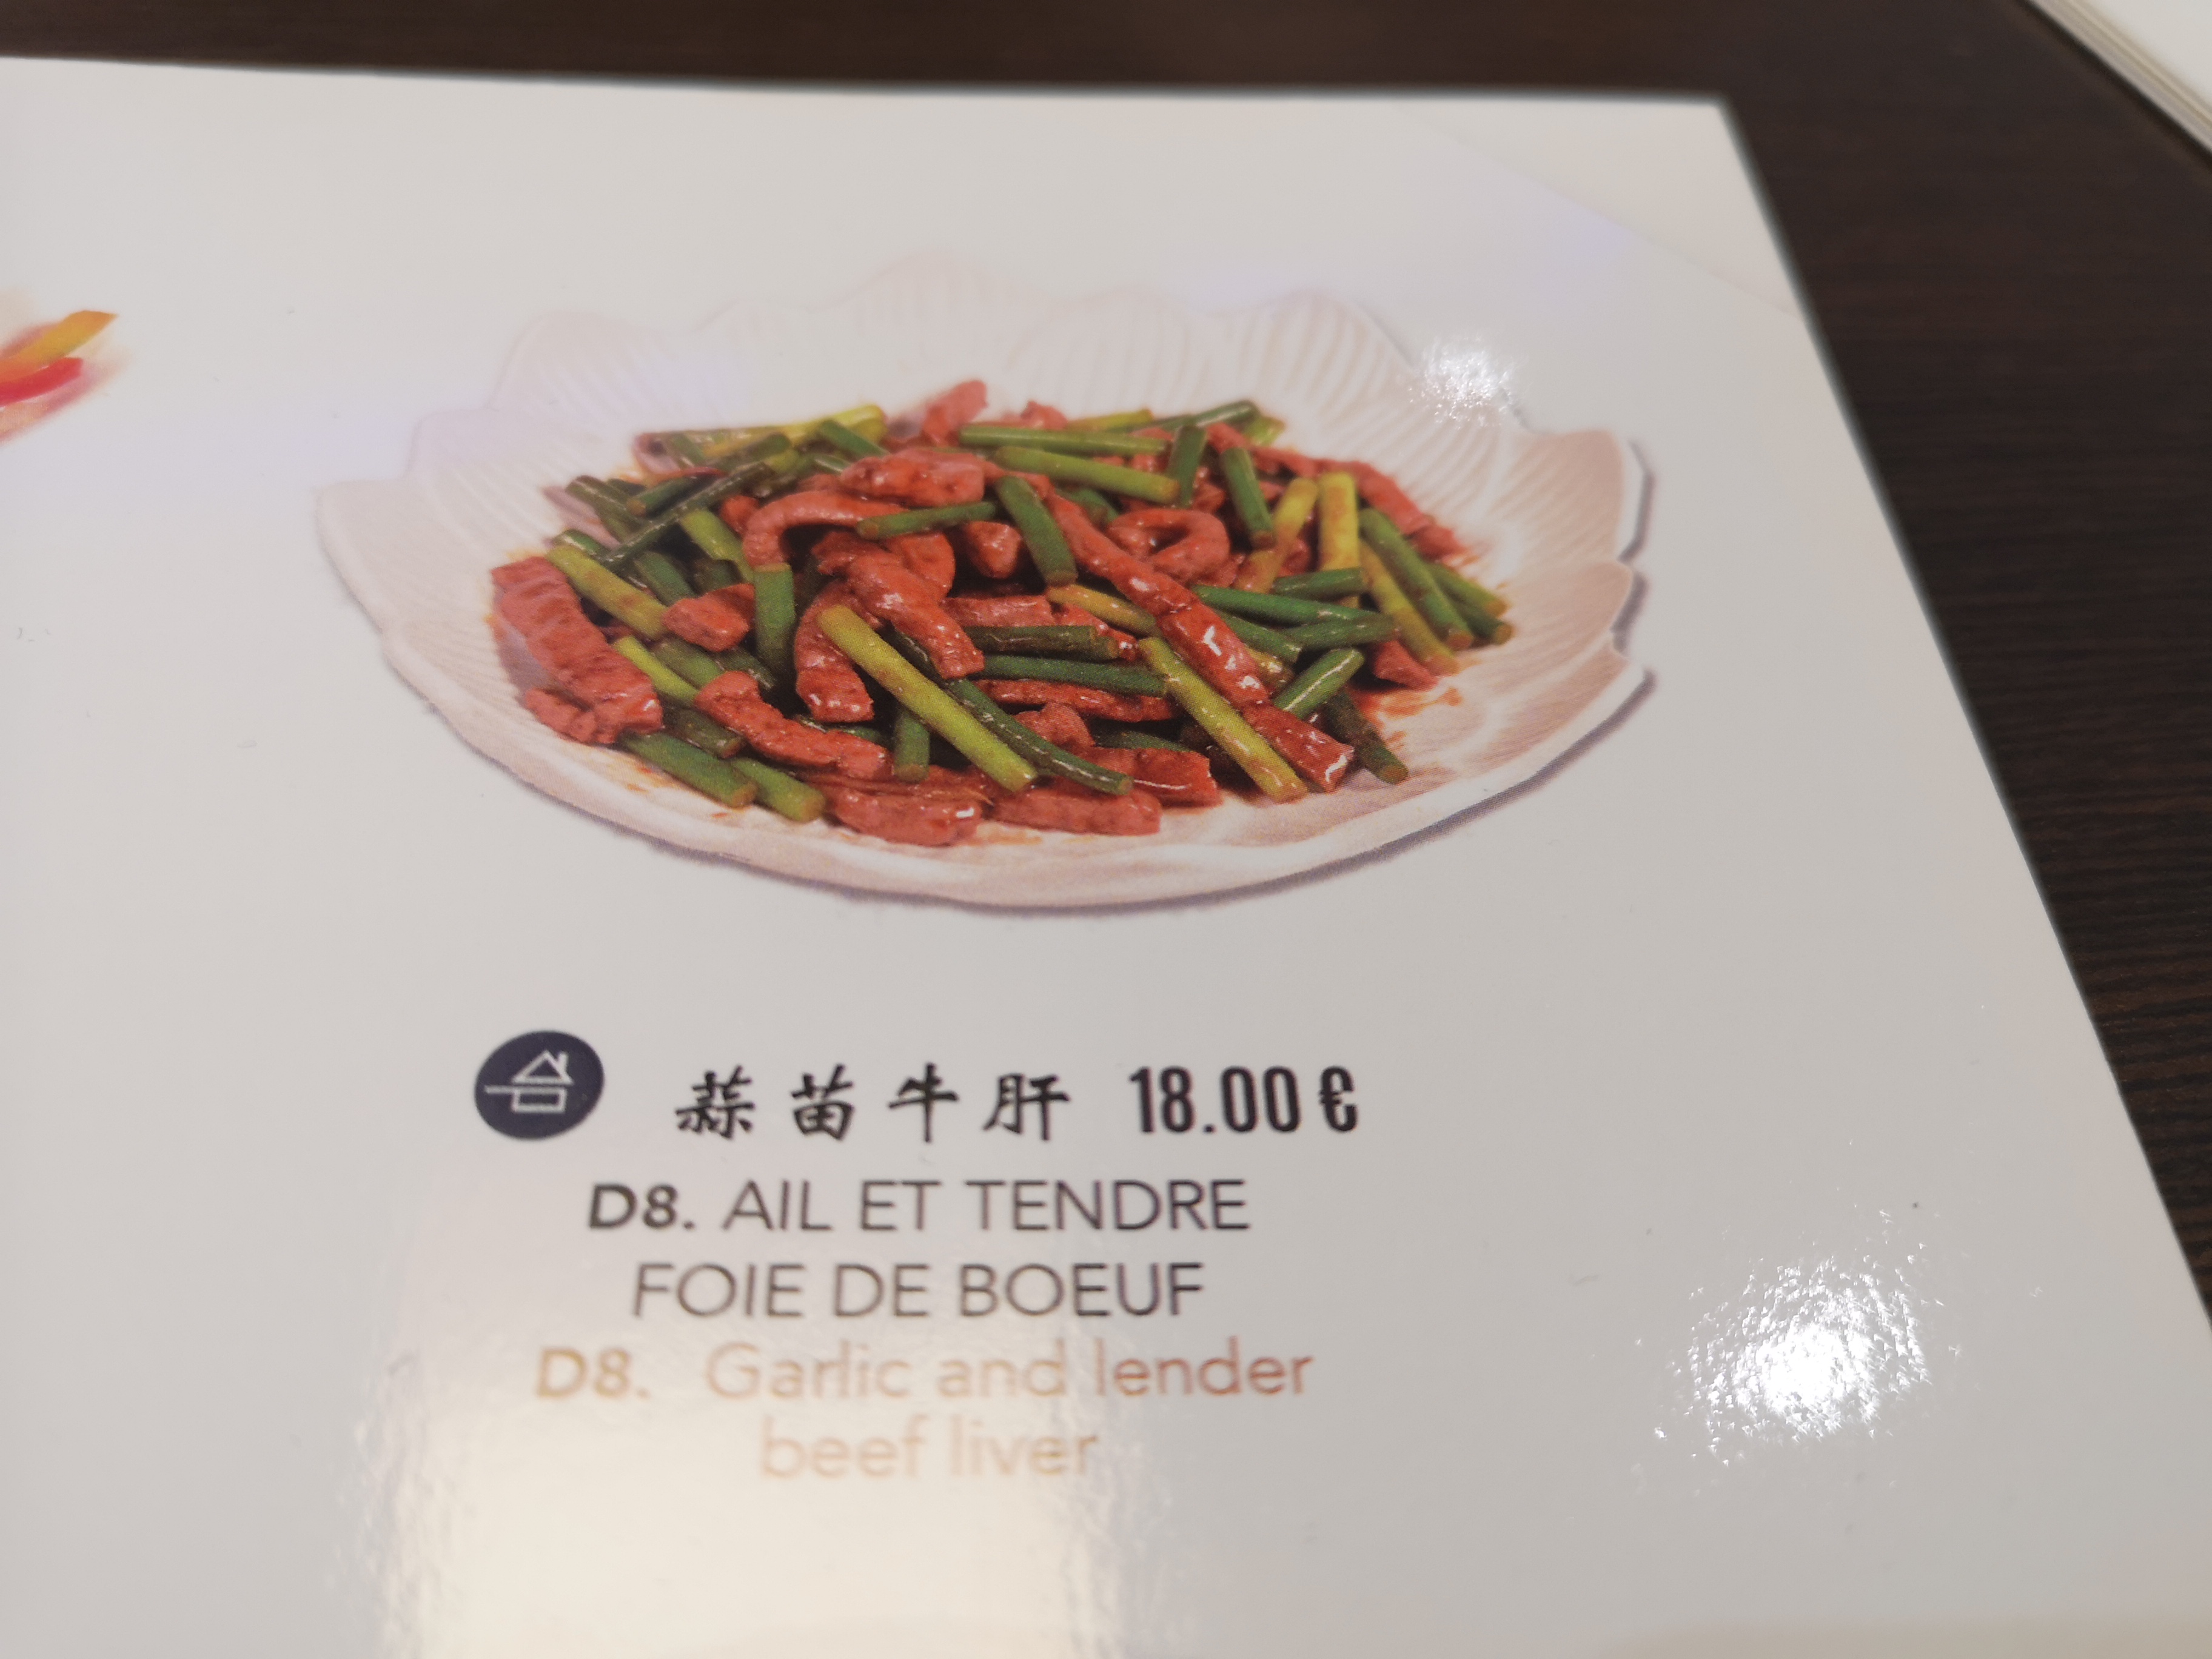 蒜苗牛肝 18.00 €
D8. AIL ET TENDRE
FOIE DE BOEUF
D8. Garlic and lender
beef liver